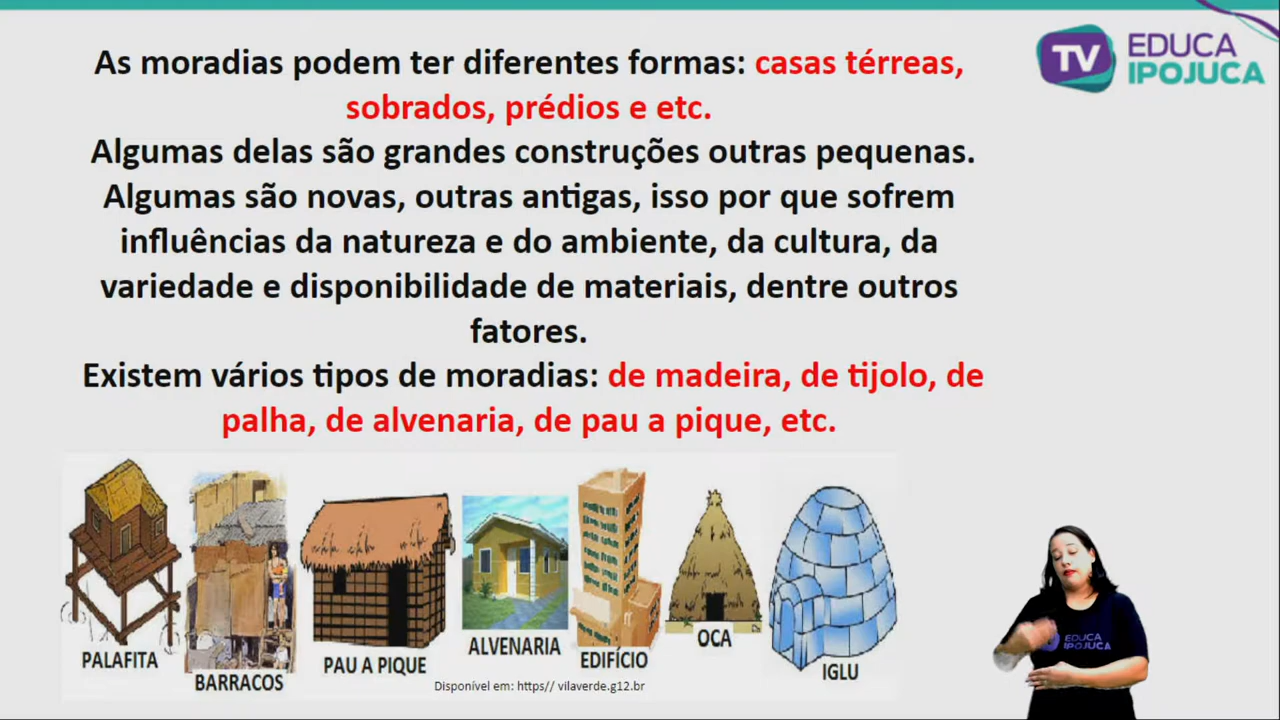 TV EDUCA
IPOJUCA
As moradias podem ter diferentes formas: casas térreas,
sobrados, prédios e etc.
Algumas delas são grandes construções outras pequenas.
Algumas são novas, outras antigas, isso por que sofrem
influências da natureza e do ambiente, da cultura, da
variedade e disponibilidade de materiais, dentre outros
fatores.
Existem vários tipos de moradias: de madeira, de tijolo, de
palha, de alvenaria, de pau a pique, etc.
PALAFITA
BARRACOS
PAU A PIQUE
ALVENARIA
EDIFÍCIO
OCA
IGLU
Disponível em: https// vilaverde.g12.br
EDUCA
IPOJUCA